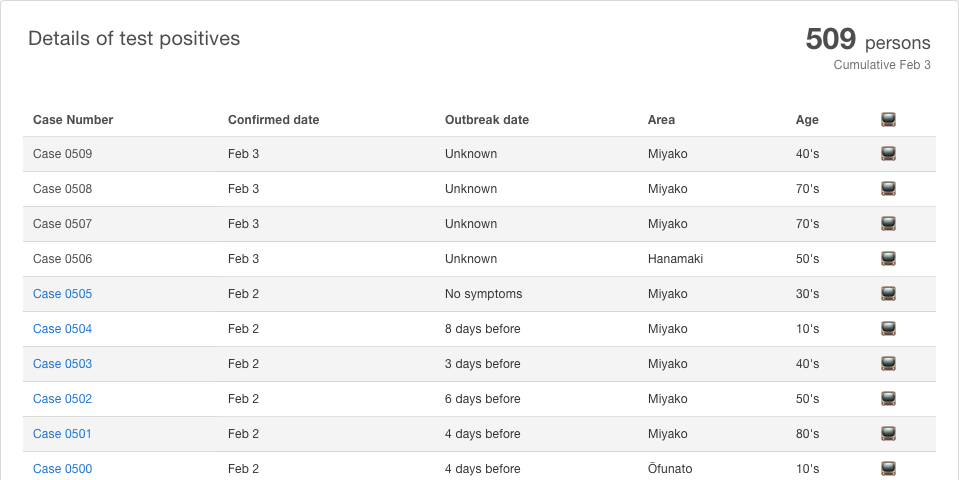 Details of test positives
509 persons
Cumulative Feb 3
Case Number Confirmed date Outbreak date Area Age
Case 0509 Feb 3 Unknown Miyako 40's
Case 0508 Feb 3 Unknown Miyako 70's
Case 0507 Feb 3 Unknown Miyako 70's
Case 0506 Feb 3 Unknown Hanamaki 50's
Case 0505 Feb 2 No symptoms Miyako 30's
Case 0504 Feb 2 8 days before Miyako 10's
Case 0503 Feb 2 3 days before Miyako 40's
Case 0502 Feb 2 6 days before Miyako 50's
Case 0501 Feb 2 4 days before Miyako 80's
Case 0500 Feb 2 4 days before Ōfunato 10's